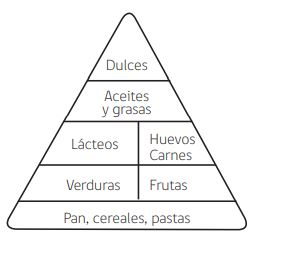 Dulces
Aceites
y grasas
Lácteos
Huevos
Carnes
Verduras
Frutas
Pan, cereales, pastas